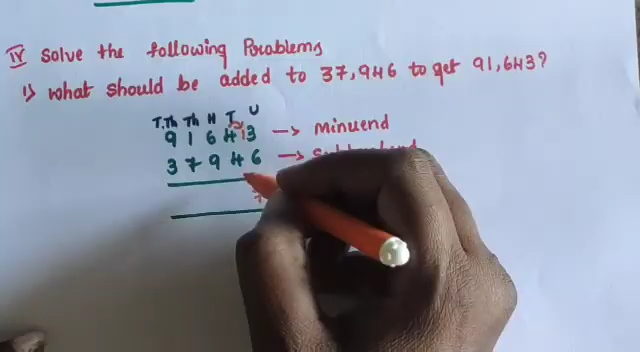 IV Solve the following Problems
1) What should be added to 37,946 to get 91,643?
T.Th Th H T U
9 1 6 4 13 → Minuend
3 7 9 4 6 →